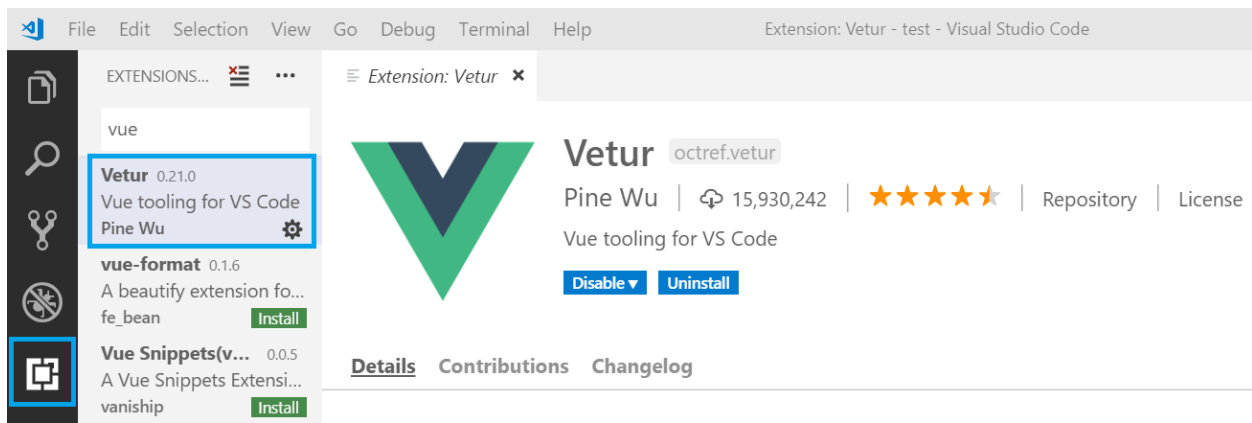 File Edit Selection View Go Debug Terminal Help Extension: Vetur - test - Visual Studio Code
EXTENSIONS...
vue
Vetur 0.21.0
Vue tooling for VS Code
Pine Wu
vue-format 0.1.6
A beautify extension fo...
fe_bean Install
Vue Snippets(v... 0.0.5
A Vue Snippets Extensi...
vaniship Install
Extension: Vetur
Vetur octref.vetur
Pine Wu 15,930,242 Repository License
Vue tooling for VS Code
Disable Uninstall
Details Contributions Changelog